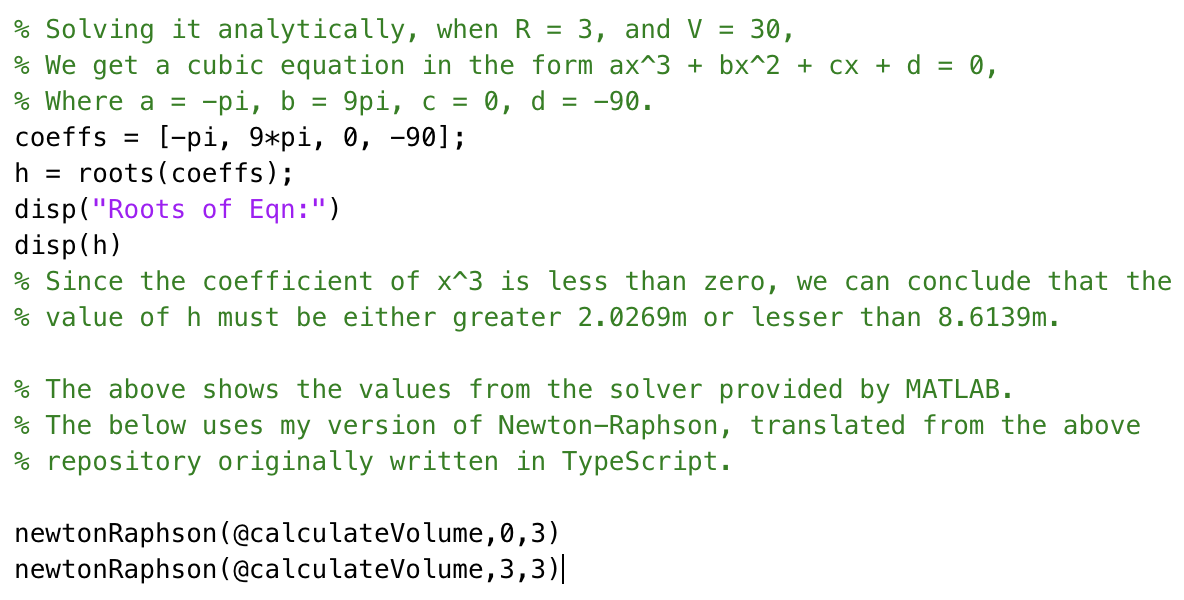 % Solving it analytically, when R = 3, and V = 30,
% We get a cubic equation in the form ax^3 + bx^2 + cx + d = 0,
% Where a = -pi, b = 9pi, c = 0, d = -90.
coeffs = [-pi, 9*pi, 0, -90];
h = roots(coeffs);
disp("Roots of Eqn:")
disp(h)
% Since the coefficient of x^3 is less than zero, we can conclude that the
% value of h must be either greater 2.0269m or lesser than 8.6139m.
% The above shows the values from the solver provided by MATLAB.
% The below uses my version of Newton-Raphson, translated from the above
% repository originally written in TypeScript.
newtonRaphson(@calculateVolume,0,3)
newtonRaphson(@calculateVolume,3,3)